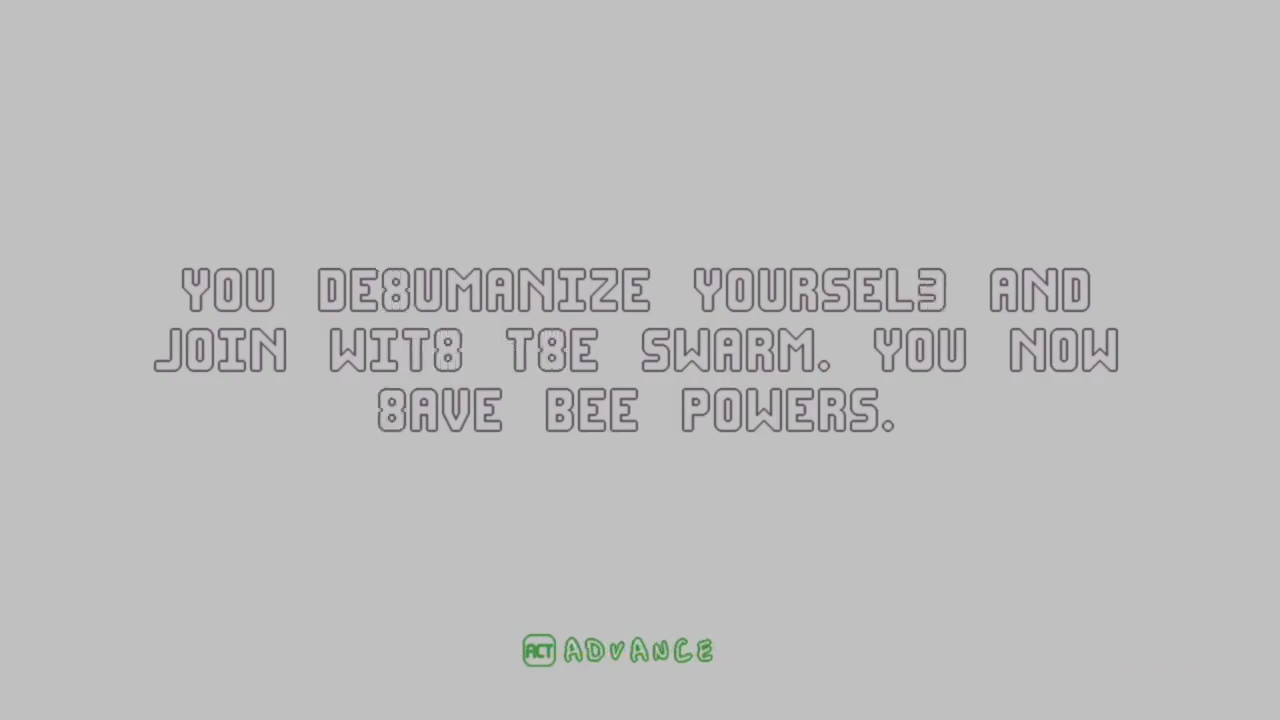 YOU DE8UMANIZE YOURSEL3 AND
JOIN WIT8 T8E SWARM. YOU NOW
8AVE BEE POWERS.
ACT ADVANCE